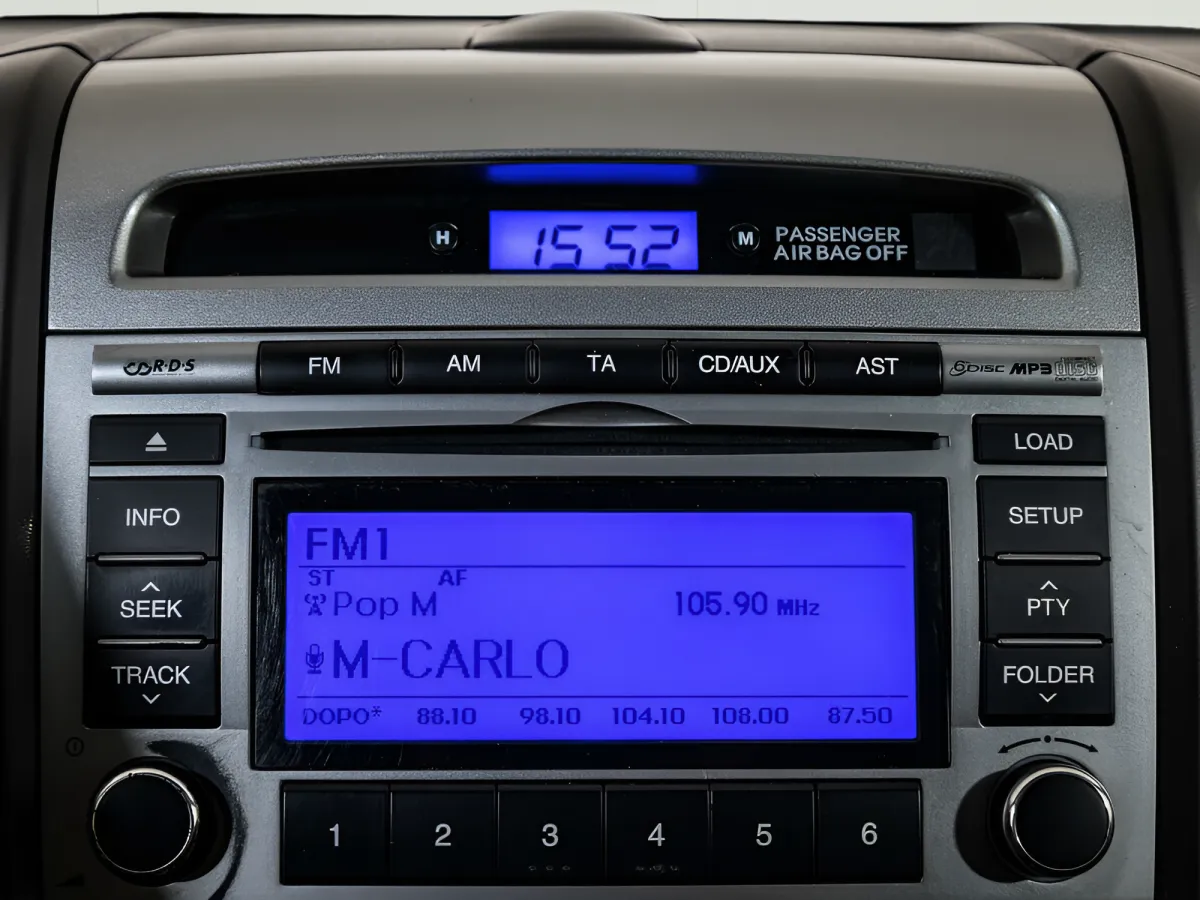 H 15 52 M PASSENGER
AIR BAG OFF
R·D·S FM AM TA CD/AUX AST 6DISC MP3 disc
LOAD
INFO SETUP
FM1
ST AF
Pop M 105.90 MHz
SEEK PTY
M-CARLO
TRACK FOLDER
DOPO* 88.10 98.10 104.10 108.00 87.50
1 2 3 4 5 6